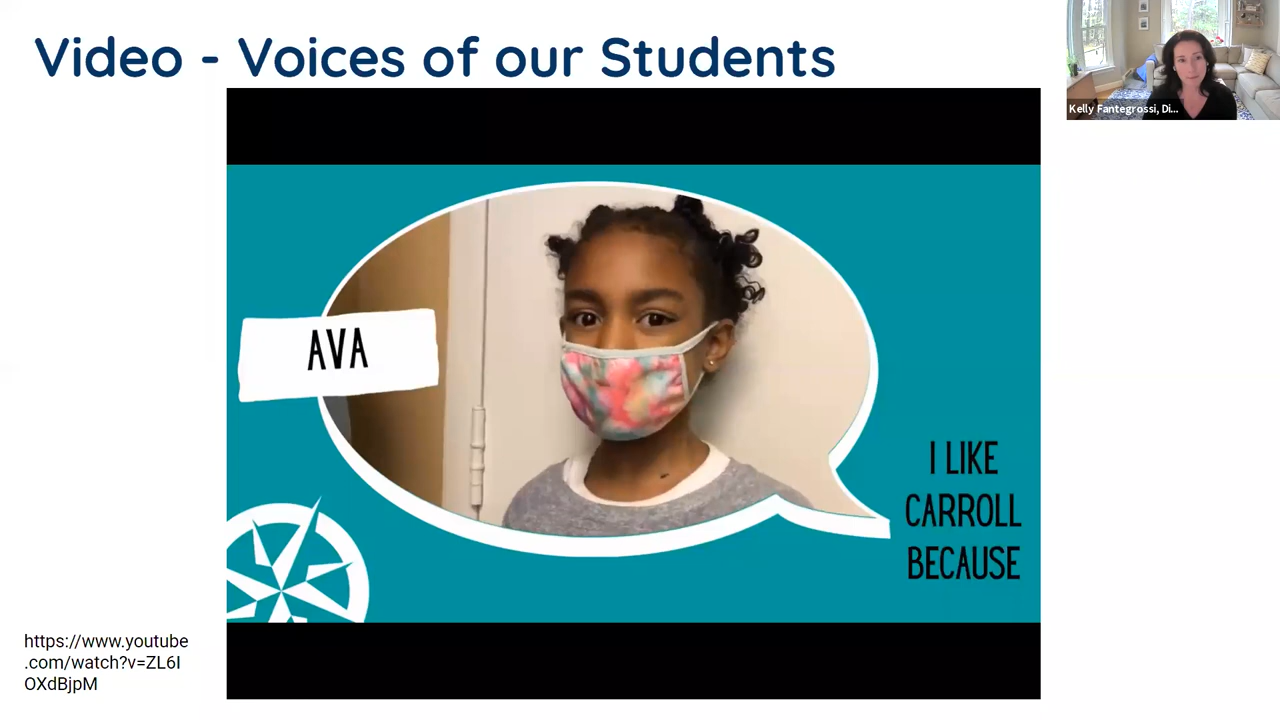 Video - Voices of our Students
Kelly Fantegrossi, Di...
AVA
I LIKE
CARROLL
BECAUSE
https://www.youtube
.com/watch?v=ZL6I
OXdBjpM